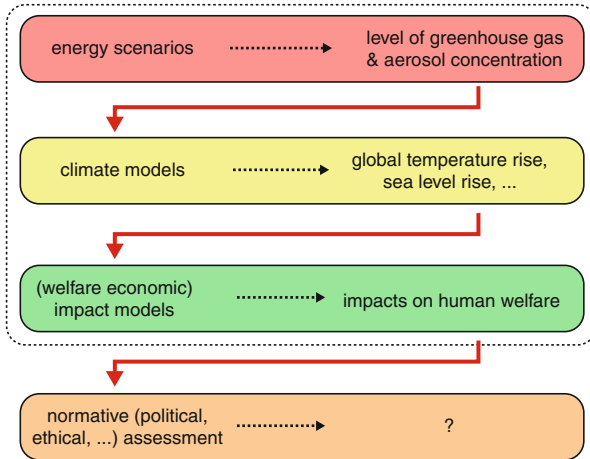 energy scenarios
level of greenhouse gas
& aerosol concentration
climate models
global temperature rise,
sea level rise, ...
(welfare economic)
impact models
impacts on human welfare
normative (political,
ethical, ...) assessment
?